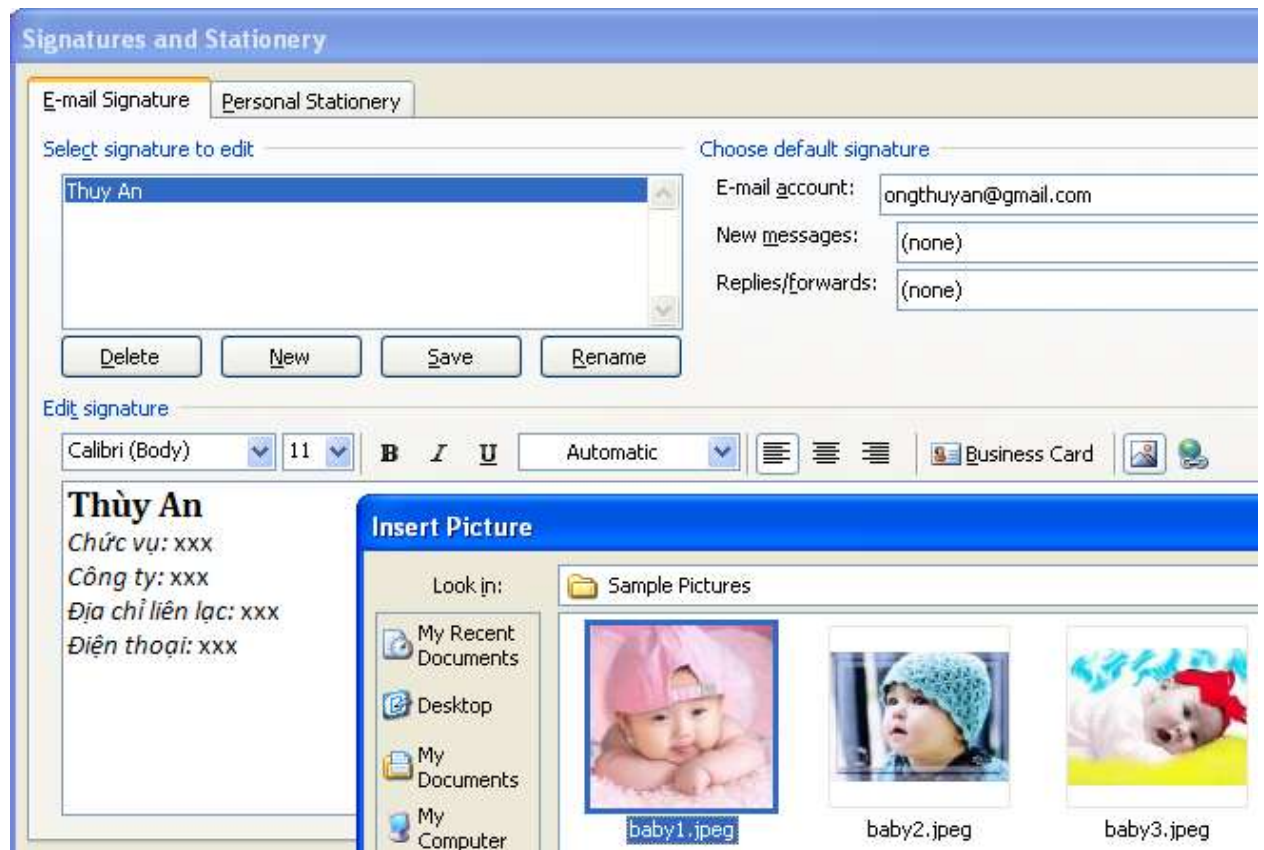 Signatures and Stationery
E-mail Signature Personal Stationery
Select signature to edit
Thuy An
Delete New Save Rename
Choose default signature
E-mail account: ongthuyan@gmail.com
New messages: (none)
Replies/forwards: (none)
Edit signature
Calibri (Body) 11 B I U Automatic Business Card
Thùy An
Chức vụ: xxx
Công ty: xxx
Địa chỉ liên lạc: xxx
Điện thoại: xxx
Insert Picture
Look in: Sample Pictures
My Recent
Documents
Desktop
My
Documents
My
Computer
baby1.jpeg baby2.jpeg baby3.jpeg